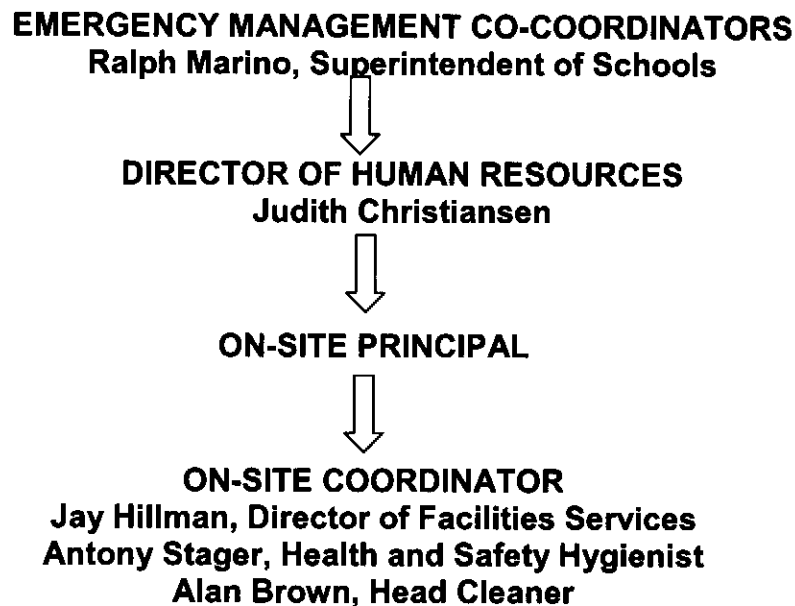 EMERGENCY MANAGEMENT CO-COORDINATORS
Ralph Marino, Superintendent of Schools
DIRECTOR OF HUMAN RESOURCES
Judith Christiansen
ON-SITE PRINCIPAL
ON-SITE COORDINATOR
Jay Hillman, Director of Facilities Services
Antony Stager, Health and Safety Hygienist
Alan Brown, Head Cleaner